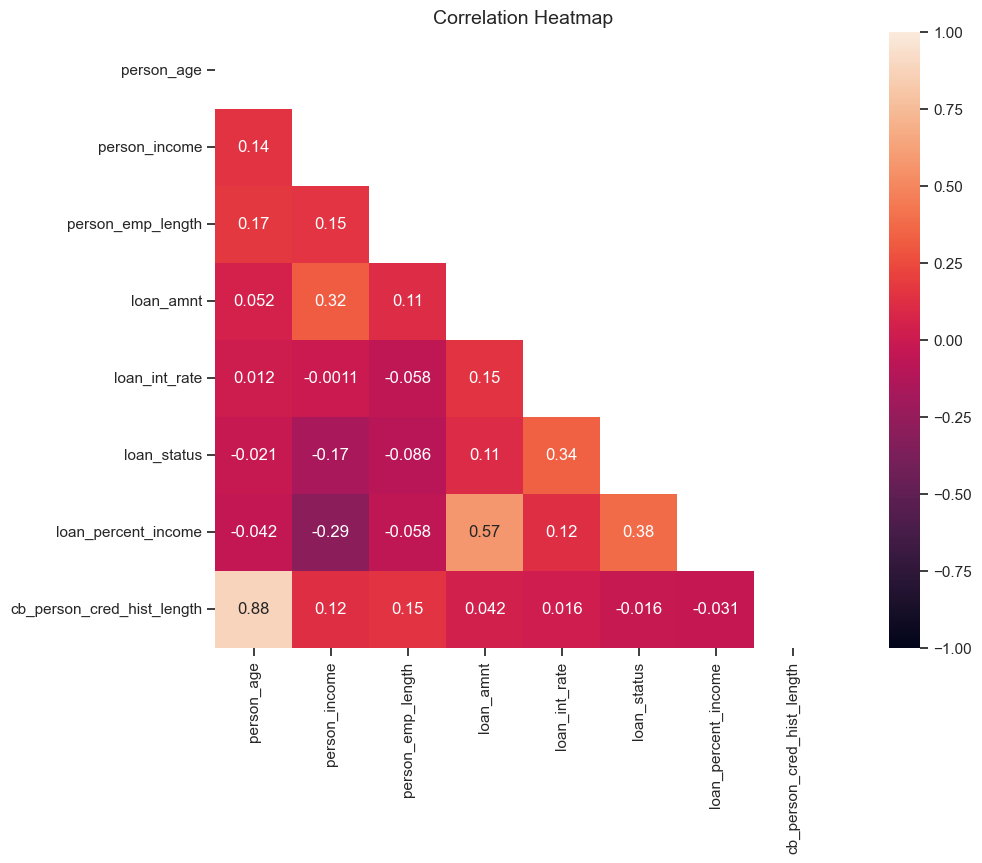 Correlation Heatmap
person_age
person_income 0.14
person_emp_length 0.17 0.15
loan_amnt 0.052 0.32 0.11
loan_int_rate 0.012 -0.0011 -0.058 0.15
loan_status -0.021 -0.17 -0.086 0.11 0.34
loan_percent_income -0.042 -0.29 -0.058 0.57 0.12 0.38
cb_person_cred_hist_length 0.88 0.12 0.15 0.042 0.016 -0.016 -0.031
person_age
person_income
person_emp_length
loan_amnt
loan_int_rate
loan_status
loan_percent_income
cb_person_cred_hist_length
1.00
0.75
0.50
0.25
0.00
−0.25
−0.50
−0.75
−1.00